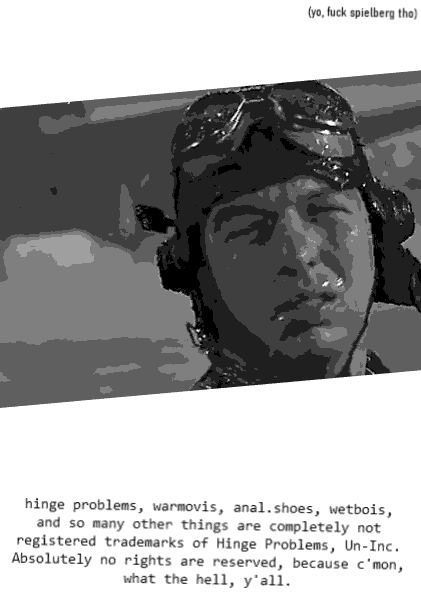 (yo, fuck spielberg tho)
hinge problems, warmovis, anal.shoes, wetbois,
and so many other things are completely not
registered trademarks of Hinge Problems, Un-Inc.
Absolutely no rights are reserved, because c'mon,
what the hell, y'all.